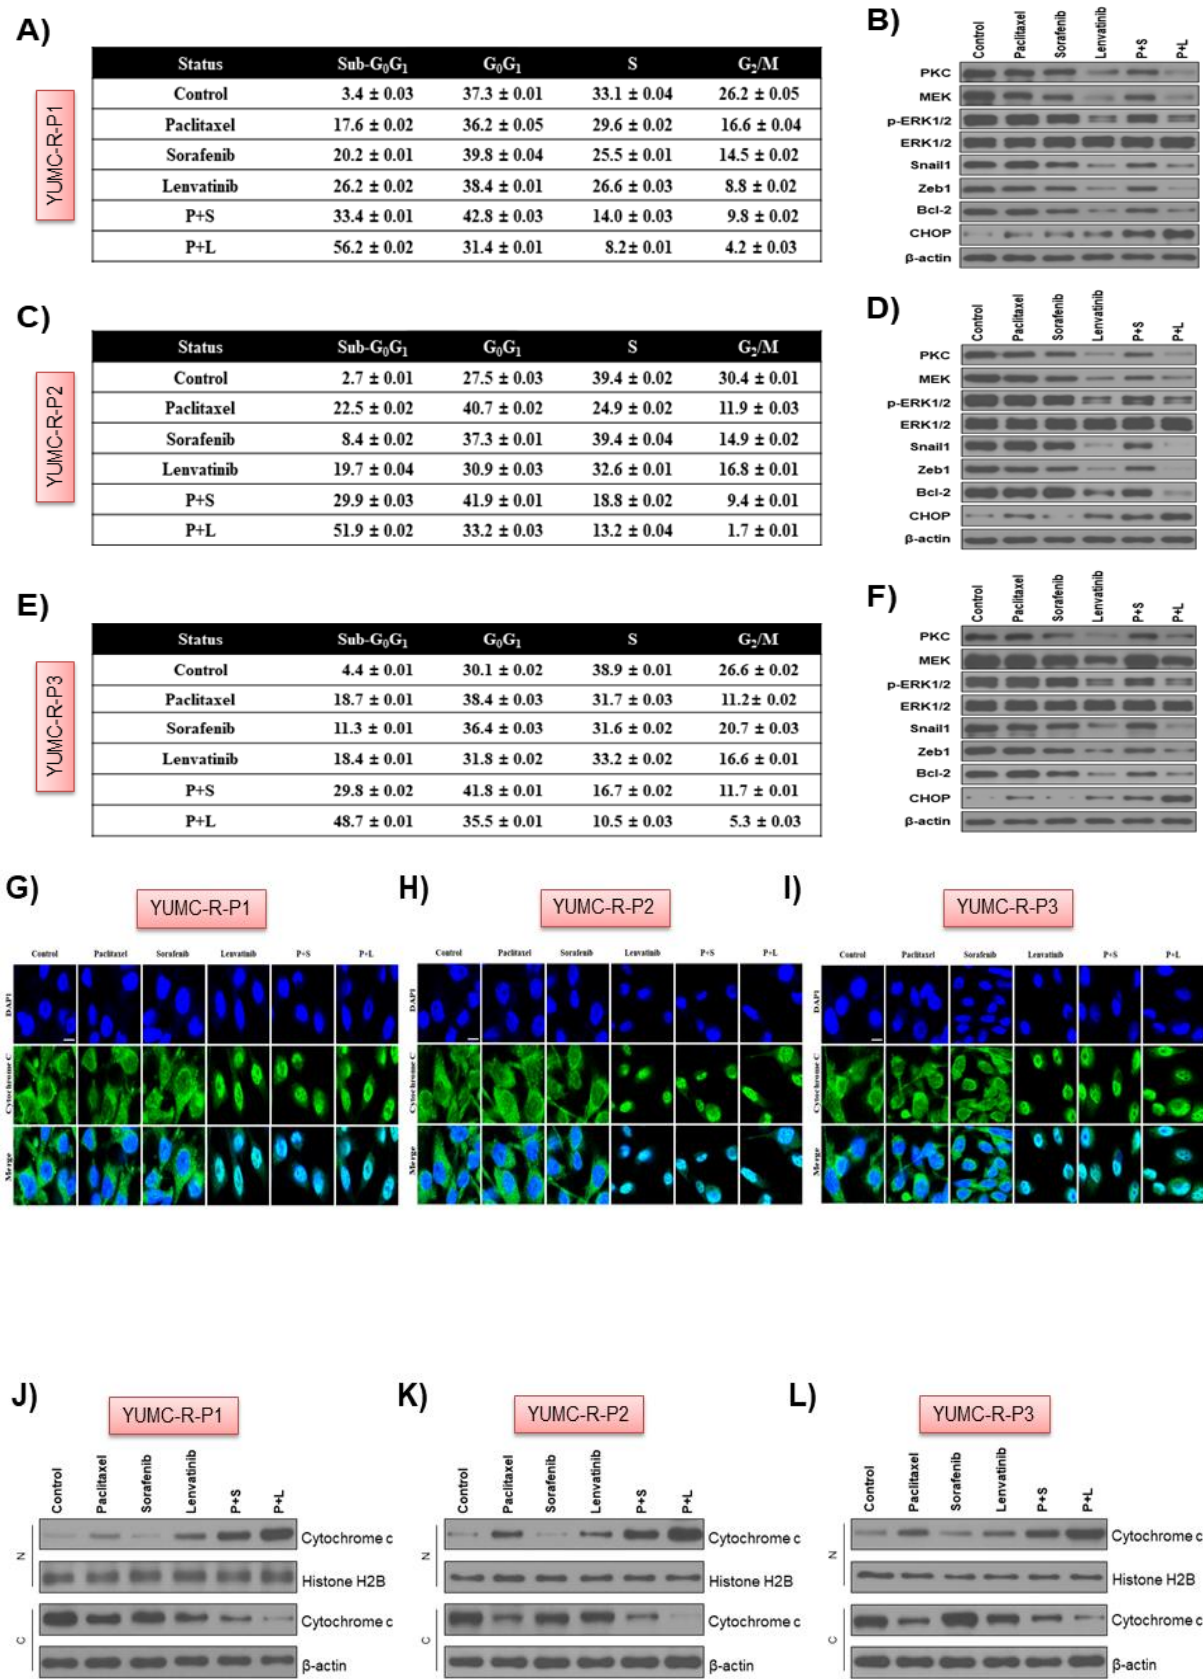 A)
YUMC-R-P1
Status Sub-G₀G₁ G₀G₁ S G₂/M
Control 3.4 ± 0.03 37.3 ± 0.01 33.1 ± 0.04 26.2 ± 0.05
Paclitaxel 17.6 ± 0.02 36.2 ± 0.05 29.6 ± 0.02 16.6 ± 0.04
Sorafenib 20.2 ± 0.01 39.8 ± 0.04 25.5 ± 0.01 14.5 ± 0.02
Lenvatinib 26.2 ± 0.02 38.4 ± 0.01 26.6 ± 0.03 8.8 ± 0.02
P+S 33.4 ± 0.01 42.8 ± 0.03 14.0 ± 0.03 9.8 ± 0.02
P+L 56.2 ± 0.02 31.4 ± 0.01 8.2± 0.01 4.2 ± 0.03
B)
Control Paclitaxel Sorafenib Lenvatinib P+S P+L
PKC
MEK
p-ERK1/2
ERK1/2
Snail1
Zeb1
Bcl-2
CHOP
β-actin
C)
YUMC-R-P2
Status Sub-G₀G₁ G₀G₁ S G₂/M
Control 2.7 ± 0.01 27.5 ± 0.03 39.4 ± 0.02 30.4 ± 0.01
Paclitaxel 22.5 ± 0.02 40.7 ± 0.02 24.9 ± 0.02 11.9 ± 0.03
Sorafenib 8.4 ± 0.02 37.3 ± 0.01 39.4 ± 0.04 14.9 ± 0.02
Lenvatinib 19.7 ± 0.04 30.9 ± 0.03 32.6 ± 0.01 16.8 ± 0.01
P+S 29.9 ± 0.03 41.9 ± 0.01 18.8 ± 0.02 9.4 ± 0.01
P+L 51.9 ± 0.02 33.2 ± 0.03 13.2 ± 0.04 1.7 ± 0.01
D)
Control Paclitaxel Sorafenib Lenvatinib P+S P+L
PKC
MEK
p-ERK1/2
ERK1/2
Snail1
Zeb1
Bcl-2
CHOP
β-actin
E)
YUMC-R-P3
Status Sub-G₀G₁ G₀G₁ S G₂/M
Control 4.4 ± 0.01 30.1 ± 0.02 38.9 ± 0.01 26.6 ± 0.02
Paclitaxel 18.7 ± 0.01 38.4 ± 0.03 31.7 ± 0.03 11.2± 0.02
Sorafenib 11.3 ± 0.01 36.4 ± 0.03 31.6 ± 0.02 20.7 ± 0.03
Lenvatinib 18.4 ± 0.01 31.8 ± 0.02 33.2 ± 0.02 16.6 ± 0.01
P+S 29.8 ± 0.02 41.8 ± 0.01 16.7 ± 0.02 11.7 ± 0.01
P+L 48.7 ± 0.01 35.5 ± 0.01 10.5 ± 0.03 5.3 ± 0.03
F)
Control Paclitaxel Sorafenib Lenvatinib P+S P+L
PKC
MEK
p-ERK1/2
ERK1/2
Snail1
Zeb1
Bcl-2
CHOP
β-actin
G)
YUMC-R-P1
Control Paclitaxel Sorafenib Lenvatinib P+S P+L
DAPI
Cytochrome C
Merge
H)
YUMC-R-P2
Control Paclitaxel Sorafenib Lenvatinib P+S P+L
DAPI
Cytochrome C
Merge
I)
YUMC-R-P3
Control Paclitaxel Sorafenib Lenvatinib P+S P+L
DAPI
Cytochrome C
Merge
J)
YUMC-R-P1
Control Paclitaxel Sorafenib Lenvatinib P+S P+L
N
Cytochrome c
Histone H2B
C
Cytochrome c
β-actin
K)
YUMC-R-P2
Control Paclitaxel Sorafenib Lenvatinib P+S P+L
N
Cytochrome c
Histone H2B
C
Cytochrome c
β-actin
L)
YUMC-R-P3
Control Paclitaxel Sorafenib Lenvatinib P+S P+L
N
Cytochrome c
Histone H2B
C
Cytochrome c
β-actin